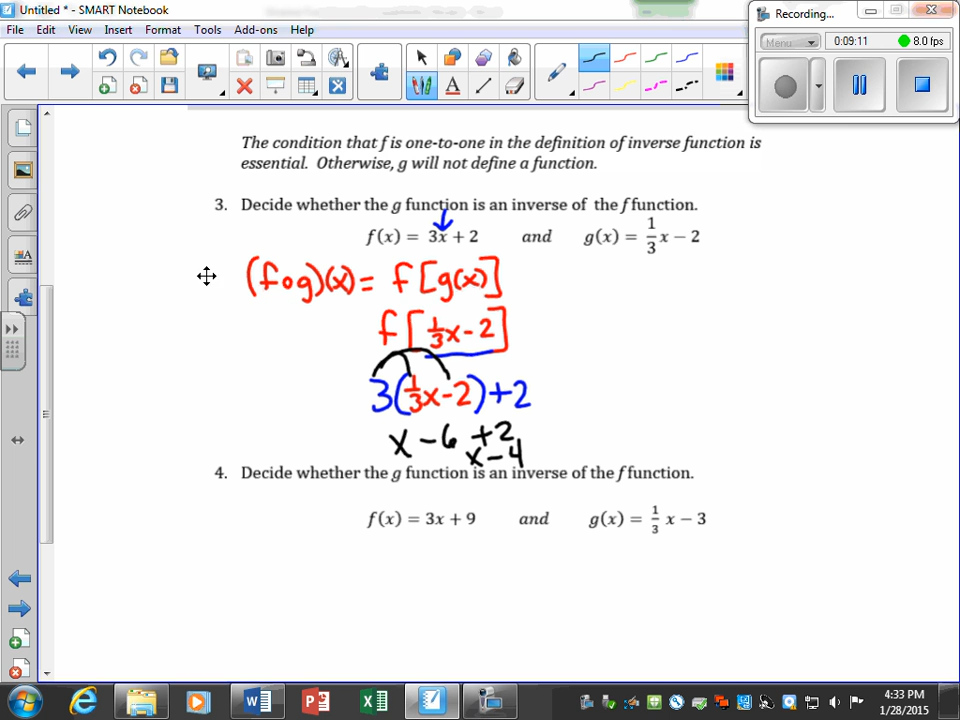 Untitled * - SMART Notebook
Recording...
File Edit View Insert Format Tools Add-ons Help
Menu 0:09:11 8.0 fps
The condition that f is one-to-one in the definition of inverse function is
essential. Otherwise, g will not define a function.
3. Decide whether the g function is an inverse of the f function.
f(x) = 3x + 2 and g(x) = 1/3 x − 2
(f∘g)(x) = f[g(x)]
f[1/3x − 2]
3(1/3x − 2) + 2
x − 6 + 2
x − 4
4. Decide whether the g function is an inverse of the f function.
f(x) = 3x + 9 and g(x) = 1/3 x − 3
4:33 PM
1/28/2015